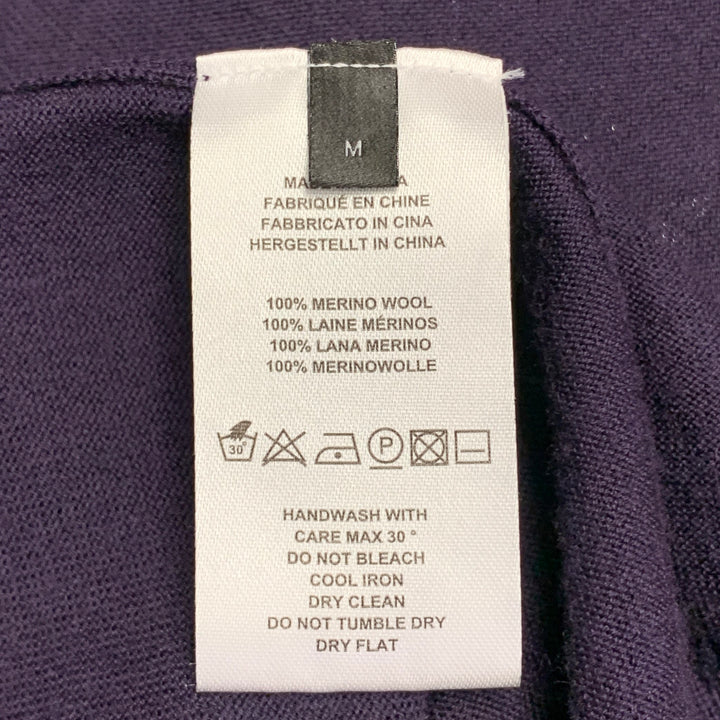 M
FABRIQUÉ EN CHINE
FABBRICATO IN CINA
HERGESTELLT IN CHINA
100% MERINO WOOL
100% LAINE MÉRINOS
100% LANA MERINO
100% MERINOWOLLE
30° P
HANDWASH WITH
CARE MAX 30 °
DO NOT BLEACH
COOL IRON
DRY CLEAN
DO NOT TUMBLE DRY
DRY FLAT